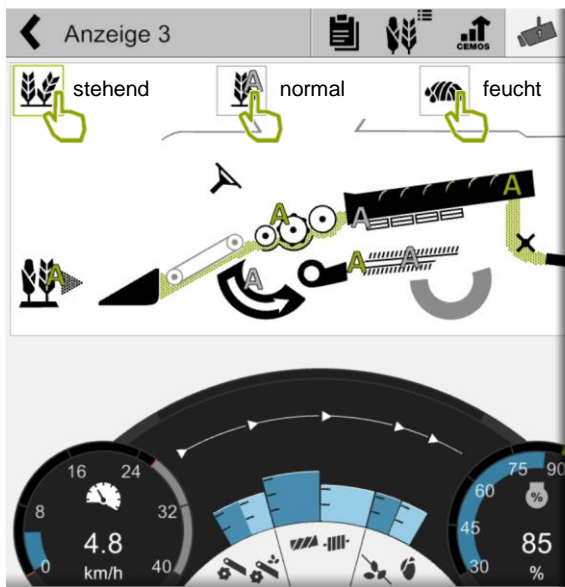 Anzeige 3
CEMOS
stehend
A
normal
feucht
A
A
A
A
A
A
A
16
24
8
32
0
40
4.8
km/h
75
90
60
%
45
30
85
%